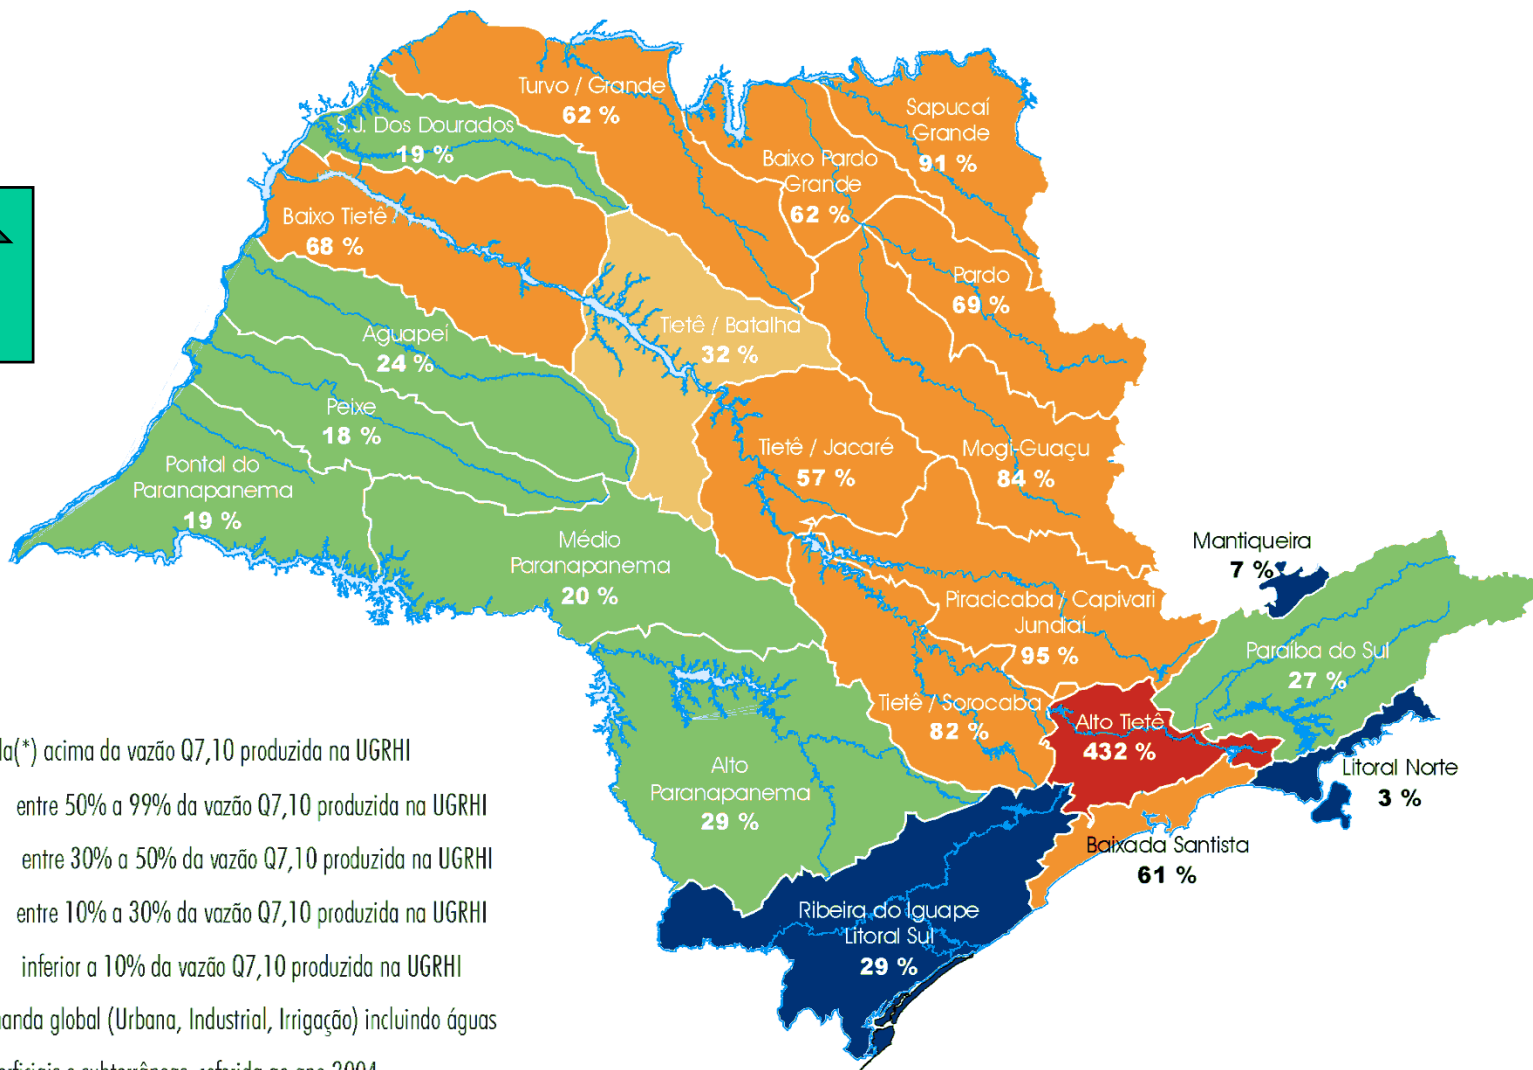 Turvo / Grande
62 %
S.J. Dos Dourados
19 %
Sapucaí
Grande
91 %
Baixo Pardo
Grande
62 %
Baixo Tietê
68 %
Pardo
69 %
Aguapeí
24 %
Tietê / Batalha
32 %
Peixe
18 %
Tietê / Jacaré
57 %
Mogi-Guaçu
84 %
Pontal do
Paranapanema
19 %
Médio
Paranapanema
20 %
Mantiqueira
7 %
Piracicaba / Capivari
Jundiaí
95 %
Paraíba do Sul
27 %
Tietê / Sorocaba
82 %
Alto Tietê
432 %
Alto
Paranapanema
29 %
Litoral Norte
3 %
Baixada Santista
61 %
Ribeira do Iguape
Litoral Sul
29 %
(*) acima da vazão Q7,10 produzida na UGRHI
entre 50% a 99% da vazão Q7,10 produzida na UGRHI
entre 30% a 50% da vazão Q7,10 produzida na UGRHI
entre 10% a 30% da vazão Q7,10 produzida na UGRHI
inferior a 10% da vazão Q7,10 produzida na UGRHI
global (Urbana, Industrial, Irrigação) incluindo águas